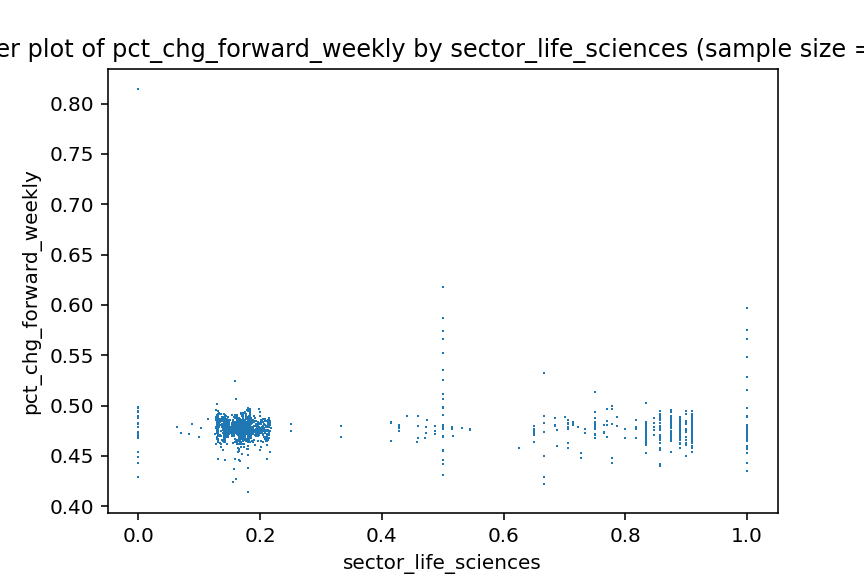 er plot of pct_chg_forward_weekly by sector_life_sciences (sample size =
0.80
0.75
0.70
0.65
0.60
0.55
0.50
0.45
0.40
pct_chg_forward_weekly
0.0 0.2 0.4 0.6 0.8 1.0
sector_life_sciences